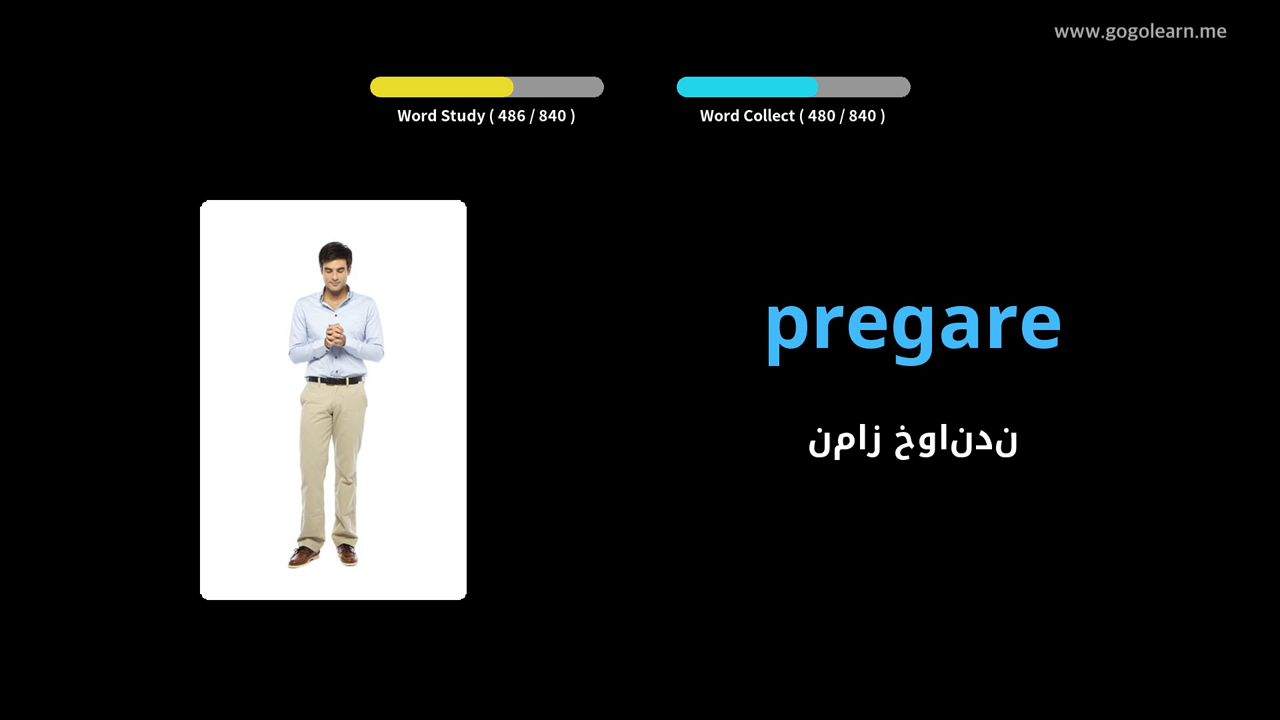 www.gogolearn.me
Word Study ( 486 / 840 )
Word Collect ( 480 / 840 )
pregare
نماز خواندن